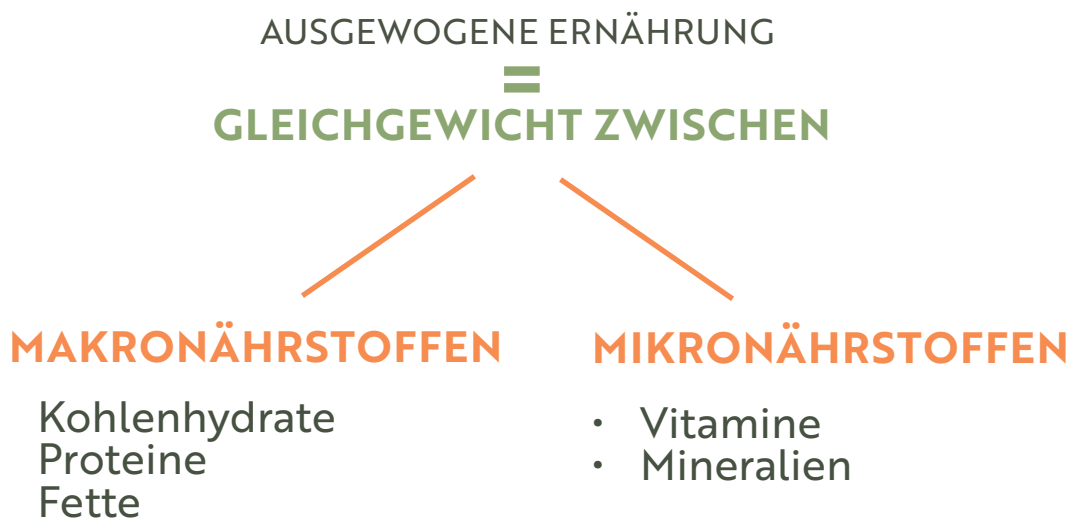 AUSGEWOGENE ERNÄHRUNG
=
GLEICHGEWICHT ZWISCHEN
MAKRONÄHRSTOFFEN
Kohlenhydrate
Proteine
Fette
MIKRONÄHRSTOFFEN
• Vitamine
• Mineralien